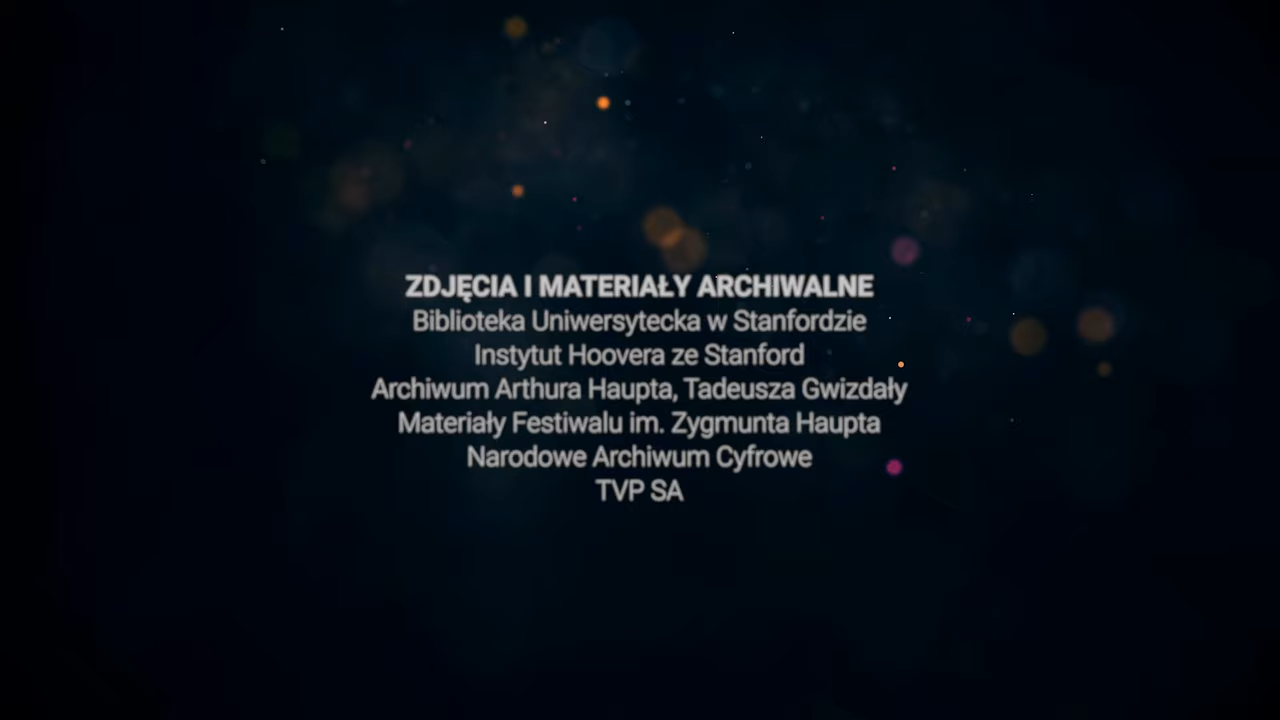 ZDJĘCIA I MATERIAŁY ARCHIWALNE
Biblioteka Uniwersytecka w Stanfordzie
Instytut Hoovera ze Stanford
Archiwum Arthura Haupta, Tadeusza Gwizdały
Materiały Festiwalu im. Zygmunta Haupta
Narodowe Archiwum Cyfrowe
TVP SA